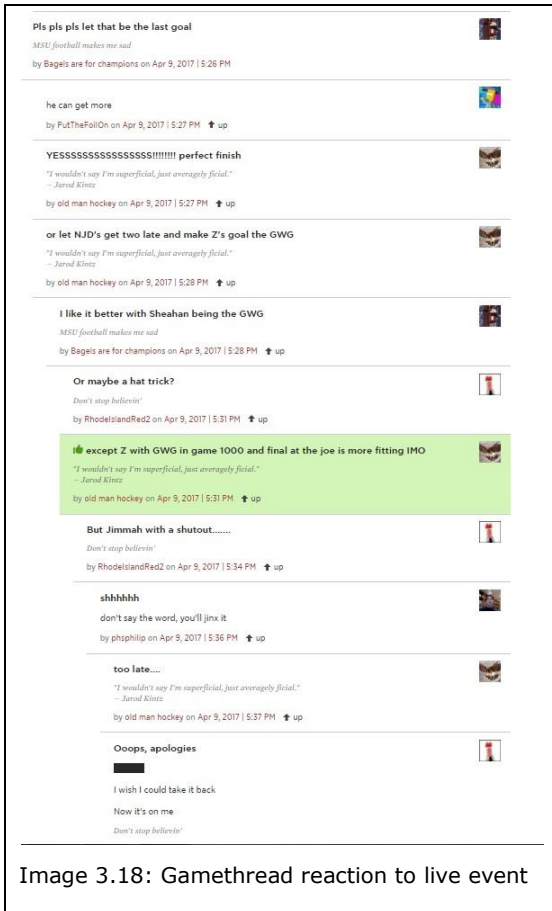 Pls pls pls let that be the last goal
MSU football makes me sad
by Bagels are for champions on Apr 9, 2017 | 5:26 PM
he can get more
by PutTheFoilOn on Apr 9, 2017 | 5:27 PM up
YESSSSSSSSSSSSSSSS!!!!!!!! perfect finish
"I wouldn't say I'm superficial, just averagely ficial."
– Jarod Kintz
by old man hockey on Apr 9, 2017 | 5:27 PM up
or let NJD's get two late and make Z's goal the GWG
"I wouldn't say I'm superficial, just averagely ficial."
– Jarod Kintz
by old man hockey on Apr 9, 2017 | 5:28 PM up
I like it better with Sheahan being the GWG
MSU football makes me sad
by Bagels are for champions on Apr 9, 2017 | 5:28 PM up
Or maybe a hat trick?
Don't stop believin'
by RhodeIslandRed2 on Apr 9, 2017 | 5:31 PM up
except Z with GWG in game 1000 and final at the joe is more fitting IMO
"I wouldn't say I'm superficial, just averagely ficial."
– Jarod Kintz
by old man hockey on Apr 9, 2017 | 5:31 PM up
But Jimmah with a shutout.......
Don't stop believin'
by RhodeIslandRed2 on Apr 9, 2017 | 5:34 PM up
shhhhhh
don't say the word, you'll jinx it
by phsphilip on Apr 9, 2017 | 5:36 PM up
too late....
"I wouldn't say I'm superficial, just averagely ficial."
– Jarod Kintz
by old man hockey on Apr 9, 2017 | 5:37 PM up
Ooops, apologies
I wish I could take it back
Now it's on me
Don't stop believin'
Image 3.18: Gamethread reaction to live event